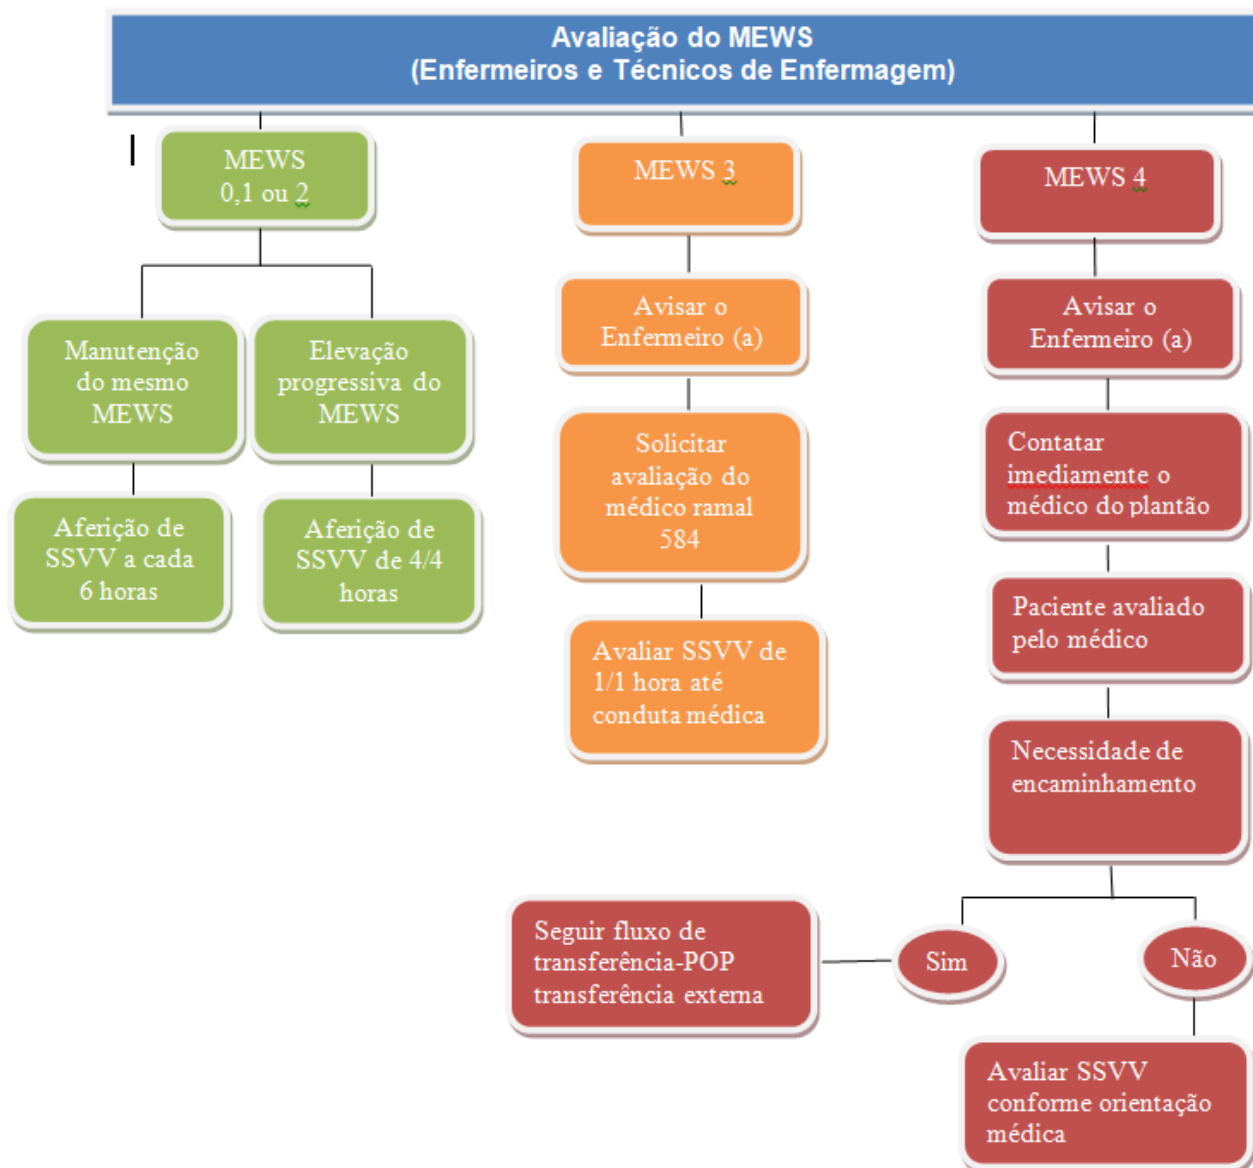 Avaliação do MEWS
(Enfermeiros e Técnicos de Enfermagem)
MEWS
0,1 ou 2
Manutenção
do mesmo
MEWS
Aferição de
SSVV a cada
6 horas
Elevação
progressiva do
MEWS
Aferição de
SSVV de 4/4
horas
MEWS 3
Avisar o
Enfermeiro (a)
Solicitar
avaliação do
médico ramal
584
Avaliar SSVV de
1/1 hora até
conduta médica
MEWS 4
Avisar o
Enfermeiro (a)
Contatar
imediamente o
médico do plantão
Paciente avaliado
pelo médico
Necessidade de
encaminhamento
Sim
Seguir fluxo de
transferência-POP
transferência externa
Não
Avaliar SSVV
conforme orientação
médica